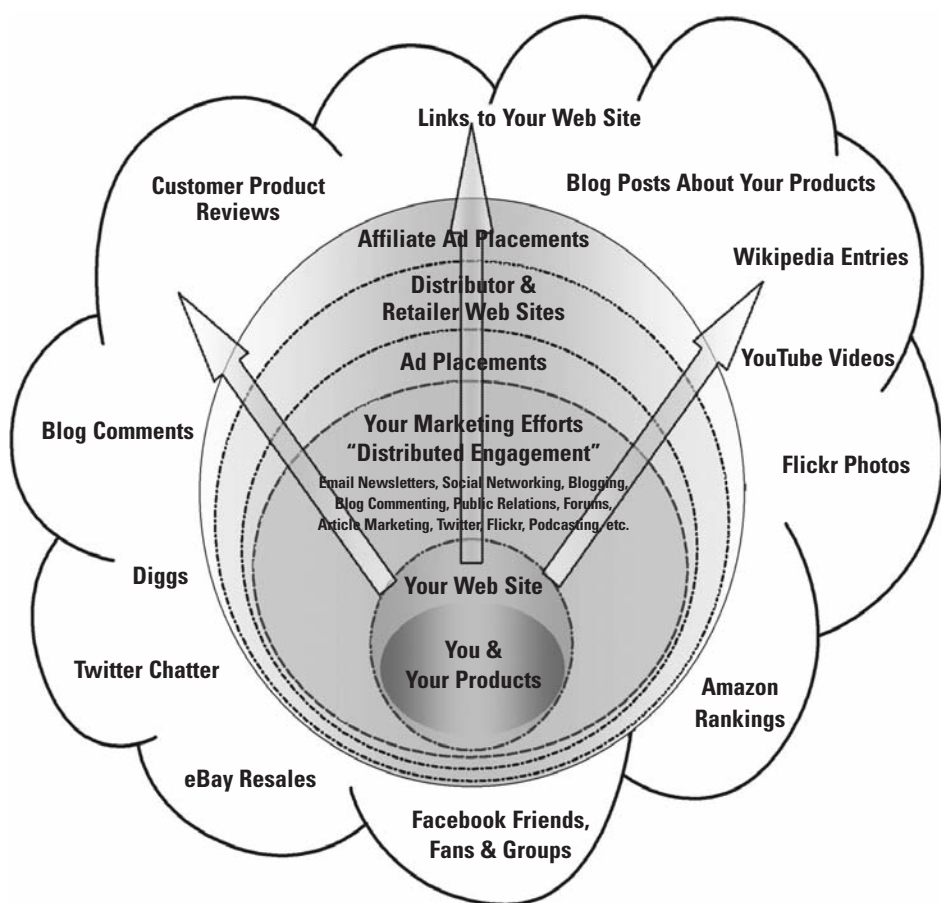 Links to Your Web Site
Customer Product
Reviews
Blog Posts About Your Products
Affiliate Ad Placements
Wikipedia Entries
Distributor &
Retailer Web Sites
YouTube Videos
Ad Placements
Blog Comments
Your Marketing Efforts
“Distributed Engagement”
Flickr Photos
Email Newsletters, Social Networking, Blogging,
Blog Commenting, Public Relations, Forums,
Article Marketing, Twitter, Flickr, Podcasting, etc.
Diggs
Your Web Site
You &
Your Products
Twitter Chatter
Amazon
Rankings
eBay Resales
Facebook Friends,
Fans & Groups